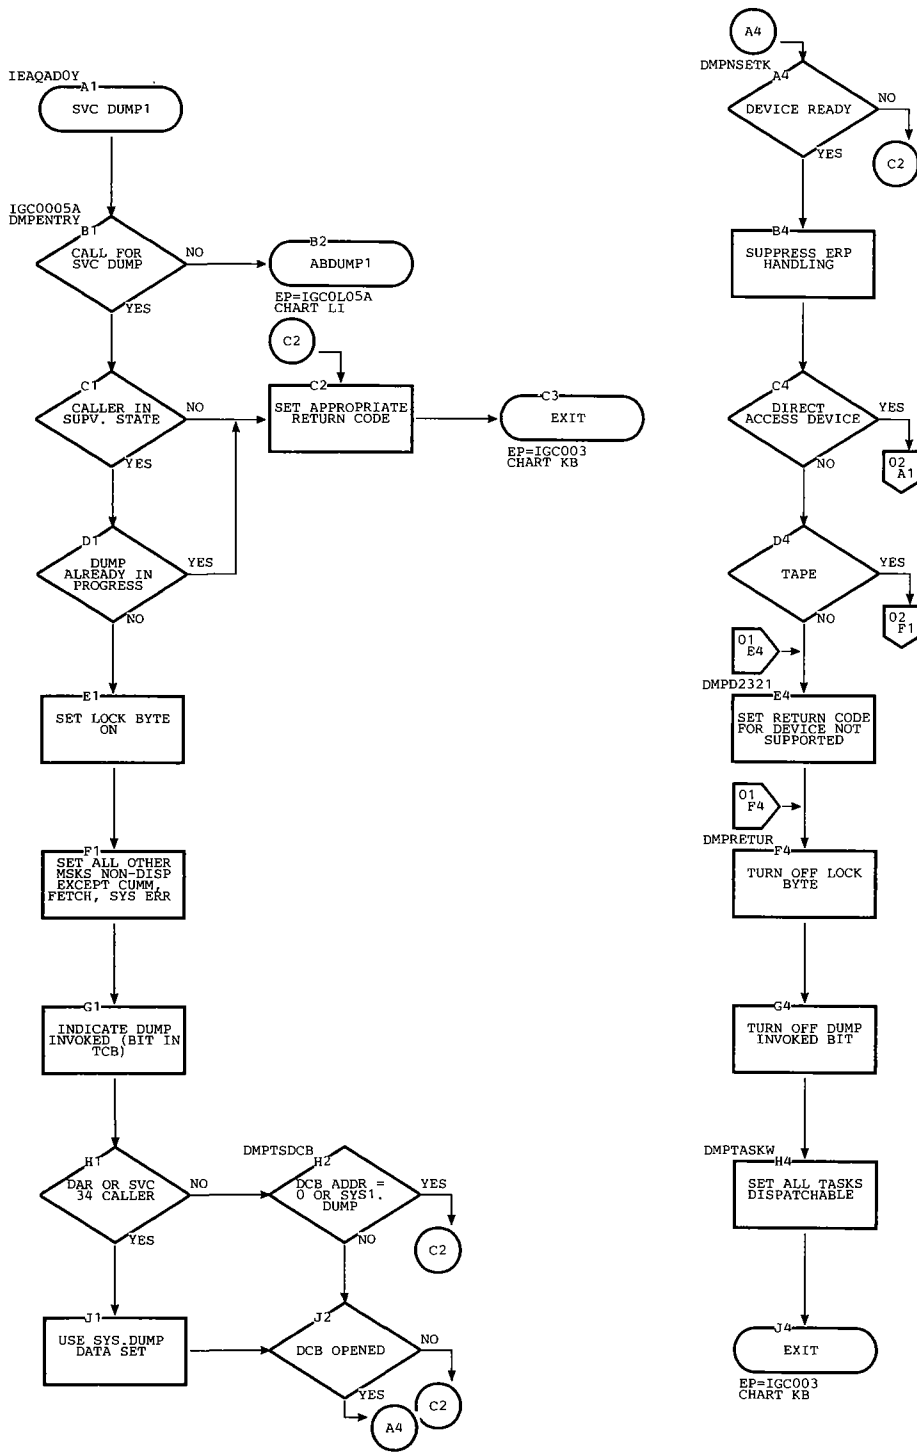 IEAQAD0Y
A1
SVC DUMP1
IGC0005A
DMPENTRY
B1
CALL FOR
SVC DUMP
NO
YES
B2
ABDUMP1
EP=IGC0L05A
CHART LI
C2
C1
CALLER IN
SUPV. STATE
NO
YES
C2
SET APPROPRIATE
RETURN CODE
C3
EXIT
EP=IGC003
CHART KB
D1
DUMP
ALREADY IN
PROGRESS
YES
NO
E1
SET LOCK BYTE
ON
F1
SET ALL OTHER
MSKS NON-DISP
EXCEPT CUMM,
FETCH, SYS ERR
G1
INDICATE DUMP
INVOKED (BIT IN
TCB)
H1
DAR OR SVC
34 CALLER
NO
YES
DMPTSDCB
H2
DCB ADDR =
0 OR SYS1.
DUMP
YES
NO
C2
J1
USE SYS.DUMP
DATA SET
J2
DCB OPENED
NO
YES
C2
A4
A4
DMPNSETK
A4
DEVICE READY
NO
YES
C2
B4
SUPPRESS ERP
HANDLING
C4
DIRECT
ACCESS DEVICE
YES
NO
02
A1
D4
TAPE
YES
NO
02
F1
01
E4
DMPD2321
E4
SET RETURN CODE
FOR DEVICE NOT
SUPPORTED
01
F4
DMPRETUR
F4
TURN OFF LOCK
BYTE
G4
TURN OFF DUMP
INVOKED BIT
DMPTASKW
H4
SET ALL TASKS
DISPATCHABLE
J4
EXIT
EP=IGC003
CHART KB